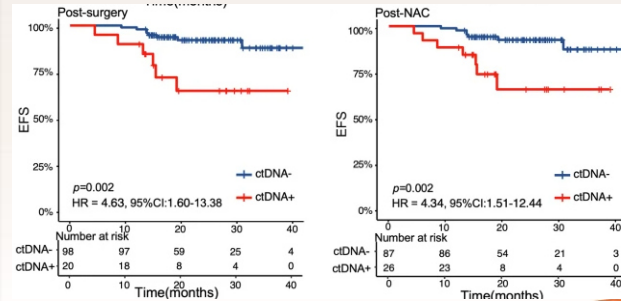 Time(months)
Post-surgery
100%
75%
50%
25%
0%
EFS
ctDNA-
ctDNA+
p=0.002
HR = 4.63, 95%CI:1.60-13.38
0 10 20 30 40
Number at risk
ctDNA- 98 97 59 25 4
ctDNA+ 20 18 8 4 0
0 10 20 30 40
Time(months)
Post-NAC
100%
75%
50%
25%
0%
EFS
ctDNA-
ctDNA+
p=0.002
HR = 4.34, 95%CI:1.51-12.44
0 10 20 30 40
Number at risk
ctDNA- 87 86 54 21 3
ctDNA+ 26 23 8 4 0
0 10 20 30 40
Time(months)